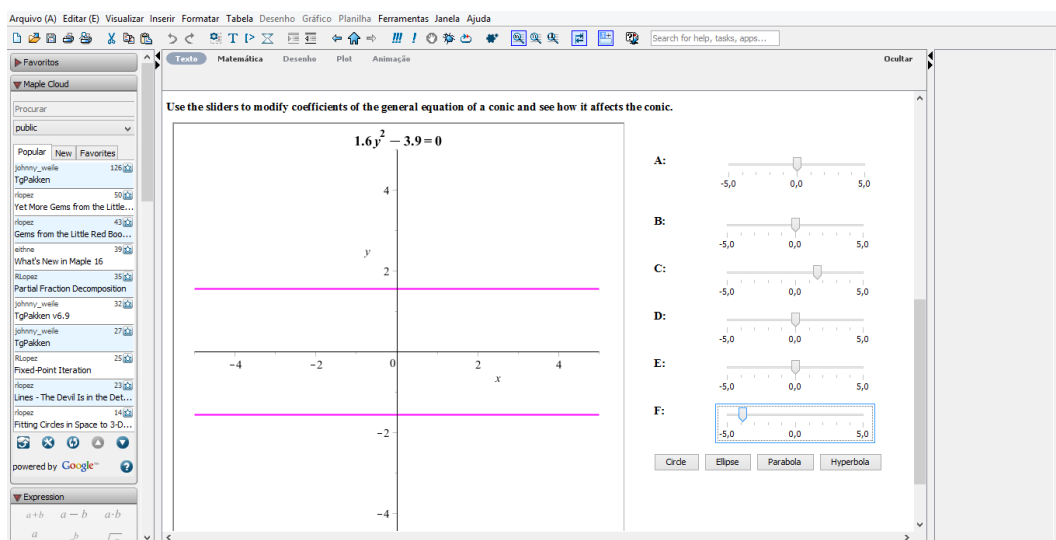 Arquivo (A) Editar (E) Visualizar Inserir Formatar Tabela Desenho Gráfico Planilha Ferramentas Janela Ajuda
Search for help, tasks, apps...
Favoritos
Maple Cloud
Procurar
public
Popular New Favorites
johnny_weile 126
TgPakken
rlopez 50
Yet More Gems from the Little...
rlopez 43
Gems from the Little Red Boo...
eithne 39
What's New in Maple 16
RLopez 35
Partial Fraction Decomposition
johnny_weile 32
TgPakken v6.9
johnny_weile 27
TgPakken
RLopez 25
Fixed-Point Iteration
rlopez 23
Lines - The Devil Is in the Det...
rlopez 14
Fitting Circles in Space to 3-D...
powered by Google™
Expression
a+b a − b a·b
a b
Texto Matemática Desenho Plot Animação Ocultar
Use the sliders to modify coefficients of the general equation of a conic and see how it affects the conic.
1.6 y² − 3.9 = 0
4
y
2
−4 −2 0 2 4
x
−2
−4
A:
-5,0 0,0 5,0
B:
-5,0 0,0 5,0
C:
-5,0 0,0 5,0
D:
-5,0 0,0 5,0
E:
-5,0 0,0 5,0
F:
-5,0 0,0 5,0
Circle Ellipse Parabola Hyperbola